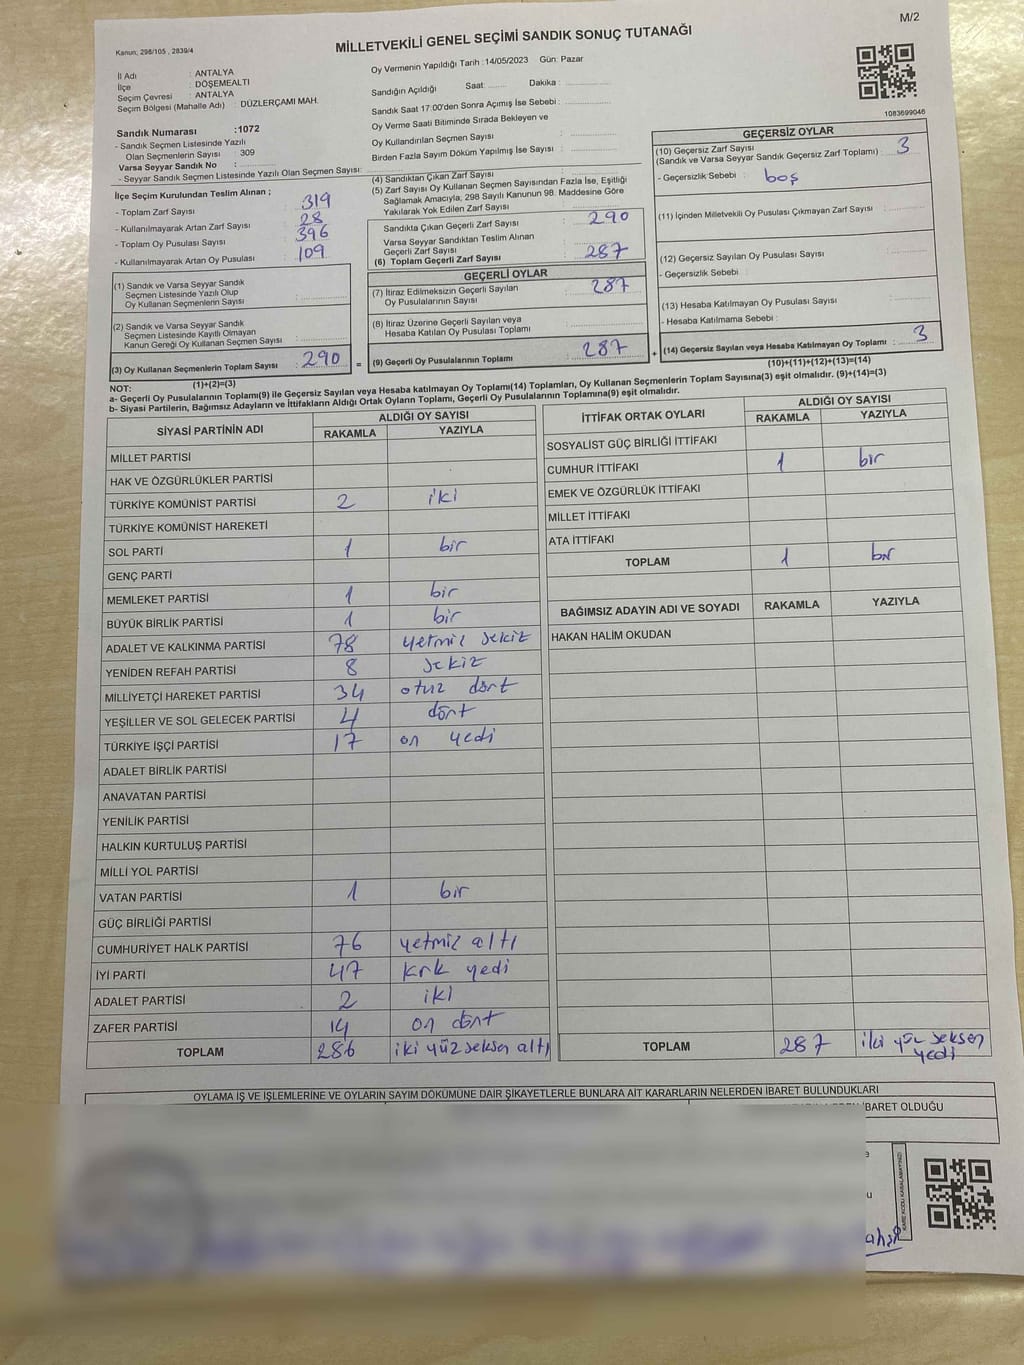 M/2
Kanun, 298/105 , 2839/4
MİLLETVEKİLİ GENEL SEÇİMİ SANDIK SONUÇ TUTANAĞI
İl Adı : ANTALYA
İlçe : DÖŞEMEALTI
Seçim Çevresi : ANTALYA
Seçim Bölgesi (Mahalle Adı) : DÜZLERÇAMI MAH.
Sandık Numarası :1072
- Sandık Seçmen Listesinde Yazılı
Olan Seçmenlerin Sayısı : 309
Varsa Seyyar Sandık No :
- Seyyar Sandık Seçmen Listesinde Yazılı Olan Seçmen Sayısı:
Oy Vermenin Yapıldığı Tarih : 14/05/2023 Gün: Pazar
Sandığın Açıldığı Saat: Dakika :
Sandık Saat 17:00'den Sonra Açımış İse Sebebi :
Oy Verme Saati Bitiminde Sırada Bekleyen ve
Oy Kullandırılan Seçmen Sayısı :
Birden Fazla Sayım Döküm Yapılmış İse Sayısı :
1083699046
İlçe Seçim Kurulundan Teslim Alınan ;
- Toplam Zarf Sayısı : 319
- Kullanılmayarak Artan Zarf Sayısı : 28
- Toplam Oy Pusulası Sayısı : 396
- Kullanılmayarak Artan Oy Pusulası : 109
(1) Sandık ve Varsa Seyyar Sandık
Seçmen Listesinde Yazılı Olup
Oy Kullanan Seçmenlerin Sayısı :
(2) Sandık ve Varsa Seyyar Sandık
Seçmen Listesinde Kayıtlı Olmayan
Kanun Gereği Oy Kullanan Seçmen Sayısı :
(3) Oy Kullanan Seçmenlerin Toplam Sayısı : 290
(1)+(2)=(3)
(4) Sandıktan Çıkan Zarf Sayısı :
(5) Zarf Sayısı Oy Kullanan Seçmen Sayısından Fazla İse, Eşitliği
Sağlamak Amacıyla, 298 Sayılı Kanunun 98. Maddesine Göre
Yakılarak Yok Edilen Zarf Sayısı :
Sandıkta Çıkan Geçerli Zarf Sayısı : 290
Varsa Seyyar Sandıktan Teslim Alınan
Geçerli Zarf Sayısı
(6) Toplam Geçerli Zarf Sayısı : 287
GEÇERLİ OYLAR
(7) İtiraz Edilmeksizin Geçerli Sayılan
Oy Pusulalarının Sayısı : 287
(8) İtiraz Üzerine Geçerli Sayılan veya
Hesaba Katılan Oy Pusulası Toplamı :
= (9) Geçerli Oy Pusulalarının Toplamı : 287
GEÇERSİZ OYLAR
(10) Geçersiz Zarf Sayısı
(Sandık ve Varsa Seyyar Sandık Geçersiz Zarf Toplamı) : 3
- Geçersizlik Sebebi : boş
(11) İçinden Milletvekili Oy Pusulası Çıkmayan Zarf Sayısı :
(12) Geçersiz Sayılan Oy Pusulası Sayısı :
- Geçersizlik Sebebi :
(13) Hesaba Katılmayan Oy Pusulası Sayısı :
- Hesaba Katılmama Sebebi :
+ (14) Geçersiz Sayılan veya Hesaba Katılmayan Oy Toplamı : 3
(10)+(11)+(12)+(13)=(14)
NOT:
a- Geçerli Oy Pusulalarının Toplamı(9) ile Geçersiz Sayılan veya Hesaba katılmayan Oy Toplamı(14) Toplamları, Oy Kullanan Seçmenlerin Toplam Sayısına(3) eşit olmalıdır. (9)+(14)=(3)
b- Siyasi Partilerin, Bağımsız Adayların ve İttifakların Aldığı Ortak Oyların Toplamı, Geçerli Oy Pusulalarının Toplamına(9) eşit olmalıdır.
SİYASİ PARTİNİN ADI ALDIĞI OY SAYISI
RAKAMLA YAZIYLA
MİLLET PARTİSİ
HAK VE ÖZGÜRLÜKLER PARTİSİ
TÜRKİYE KOMÜNİST PARTİSİ 2 iki
TÜRKİYE KOMÜNİST HAREKETİ
SOL PARTİ 1 bir
GENÇ PARTİ
MEMLEKET PARTİSİ 1 bir
BÜYÜK BİRLİK PARTİSİ 1 bir
ADALET VE KALKINMA PARTİSİ 78 yetmiş sekiz
YENİDEN REFAH PARTİSİ 8 sekiz
MİLLİYETÇİ HAREKET PARTİSİ 34 otuz dört
YEŞİLLER VE SOL GELECEK PARTİSİ 4 dört
TÜRKİYE İŞÇİ PARTİSİ 17 on yedi
ADALET BİRLİK PARTİSİ
ANAVATAN PARTİSİ
YENİLİK PARTİSİ
HALKIN KURTULUŞ PARTİSİ
MİLLİ YOL PARTİSİ
VATAN PARTİSİ 1 bir
GÜÇ BİRLİĞİ PARTİSİ
CUMHURİYET HALK PARTİSİ 76 yetmiş altı
İYİ PARTİ 47 kırk yedi
ADALET PARTİSİ 2 iki
ZAFER PARTİSİ 14 on dört
TOPLAM 286 iki yüz seksen altı
İTTİFAK ORTAK OYLARI ALDIĞI OY SAYISI
RAKAMLA YAZIYLA
SOSYALİST GÜÇ BİRLİĞİ İTTİFAKI
CUMHUR İTTİFAKI 1 bir
EMEK VE ÖZGÜRLÜK İTTİFAKI
MİLLET İTTİFAKI
ATA İTTİFAKI
TOPLAM 1 bir
BAĞIMSIZ ADAYIN ADI VE SOYADI RAKAMLA YAZIYLA
HAKAN HALİM OKUDAN
TOPLAM 287 iki yüz seksen
yedi
OYLAMA İŞ VE İŞLEMLERİNE VE OYLARIN SAYIM DÖKÜMÜNE DAİR ŞİKAYETLERLE BUNLARA AİT KARARLARIN NELERDEN İBARET BULUNDUKLARI
İBARET OLDUĞU
KARE KODU KARALAMAYINIZ!